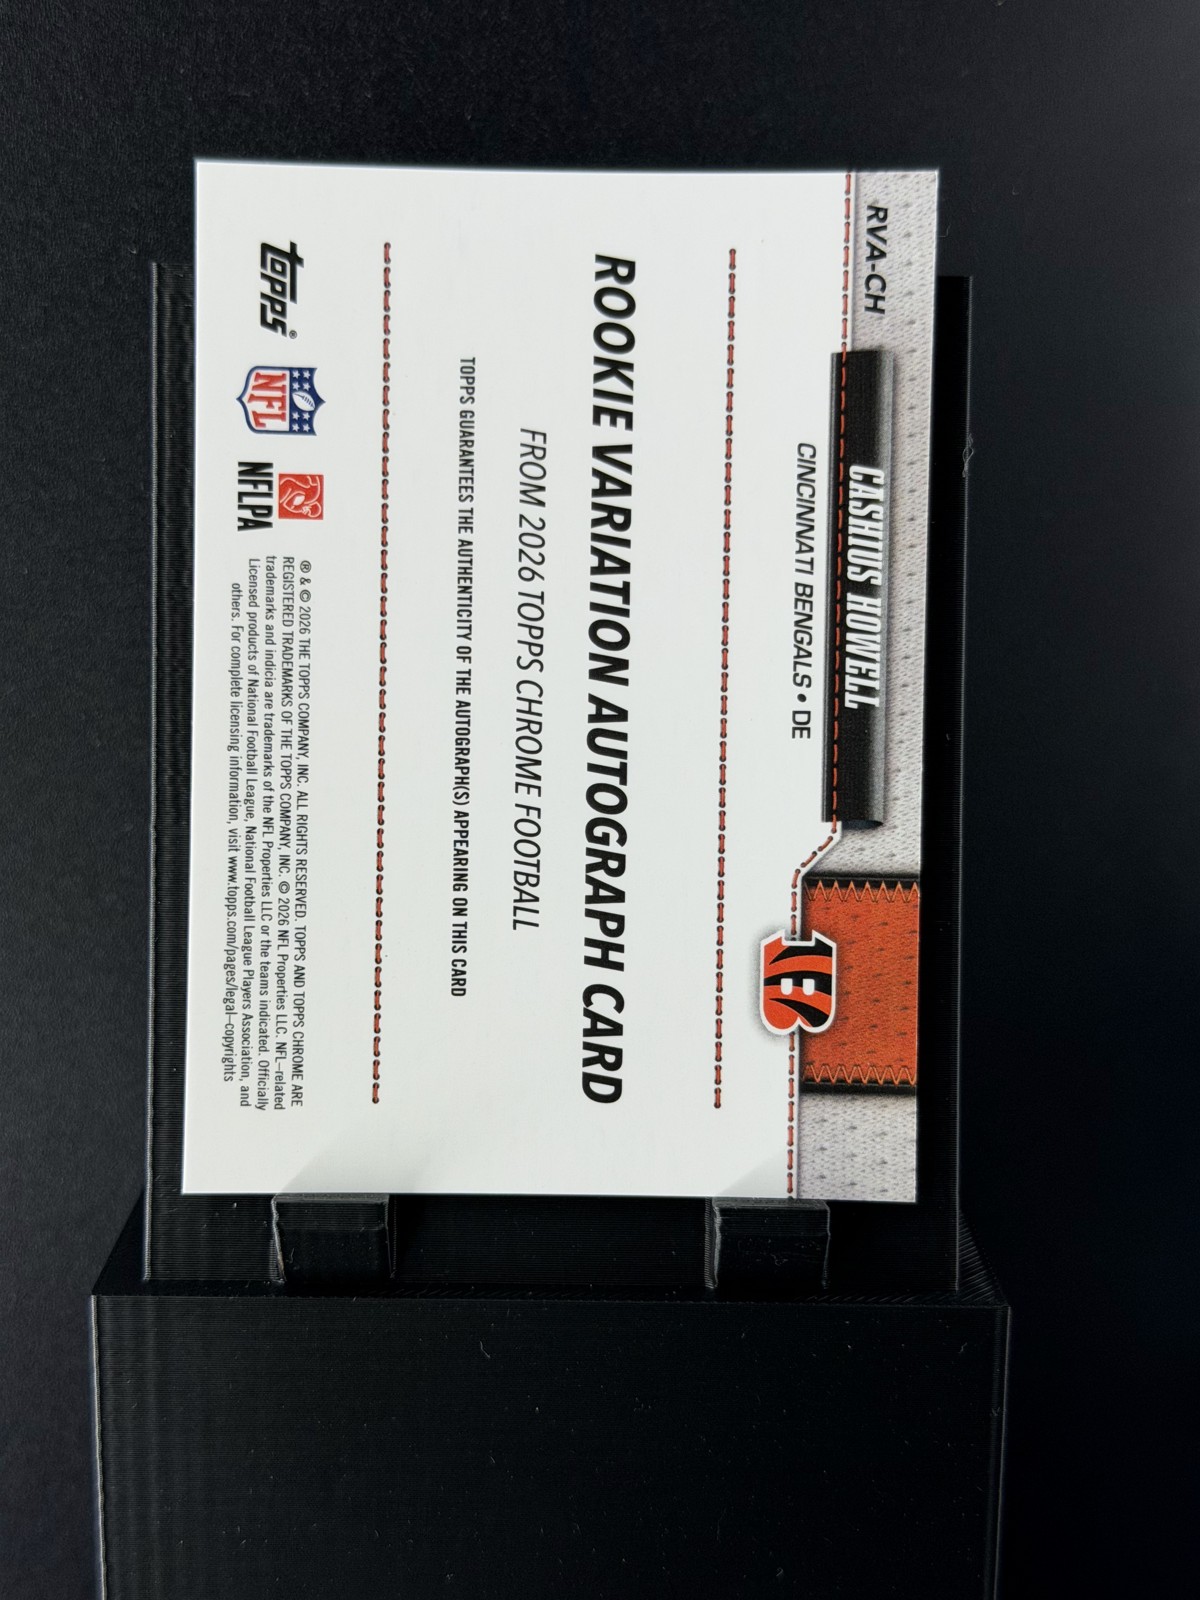 RVA-CH
CASHIUS HOWELL
CINCINNATI BENGALS • DE
B
ROOKIE VARIATION AUTOGRAPH CARD
FROM 2026 TOPPS CHROME FOOTBALL
TOPPS GUARANTEES THE AUTHENTICITY OF THE AUTOGRAPH(S) APPEARING ON THIS CARD
topps®
NFL
NFLPA
® & © 2026 THE TOPPS COMPANY, INC. ALL RIGHTS RESERVED. TOPPS AND TOPPS CHROME ARE
REGISTERED TRADEMARKS OF THE TOPPS COMPANY, INC. © 2026 NFL Properties LLC. NFL-related
trademarks and indicia are trademarks of the NFL Properties LLC or the teams indicated. Officially
Licensed products of National Football League, National Football League Players Association, and
others. For complete licensing information, visit www.topps.com/pages/legal-copyrights